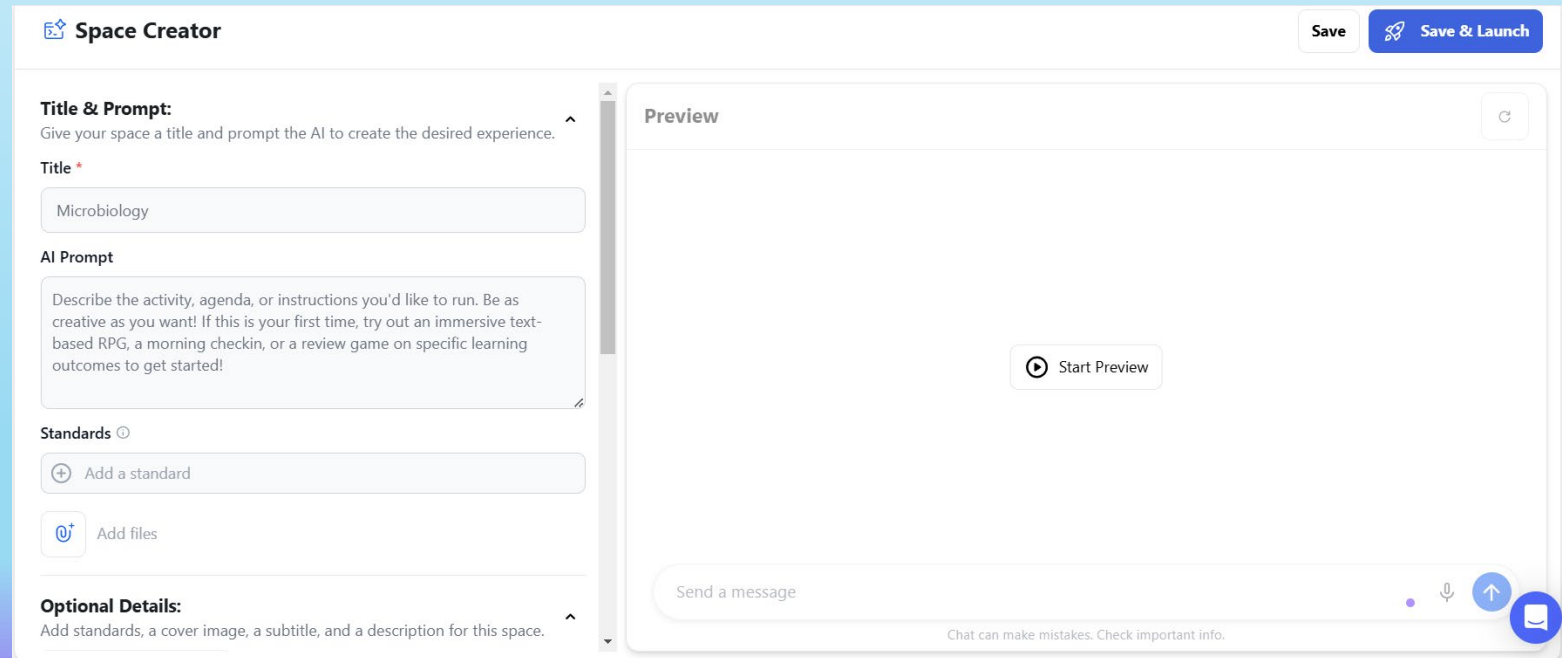 Space Creator
Save
Save & Launch
Title & Prompt:
Give your space a title and prompt the AI to create the desired experience.
Title *
Microbiology
AI Prompt
Describe the activity, agenda, or instructions you'd like to run. Be as
creative as you want! If this is your first time, try out an immersive text-
based RPG, a morning checkin, or a review game on specific learning
outcomes to get started!
Standards
Add a standard
Add files
Optional Details:
Add standards, a cover image, a subtitle, and a description for this space.
Preview
Start Preview
Send a message
Chat can make mistakes. Check important info.